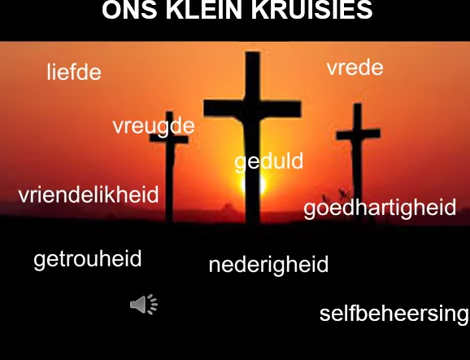 ONS KLEIN KRUISIES
liefde
vrede
vreugde
geduld
vriendelikheid
goedhartigheid
getrouheid
nederigheid
selfbeheersing